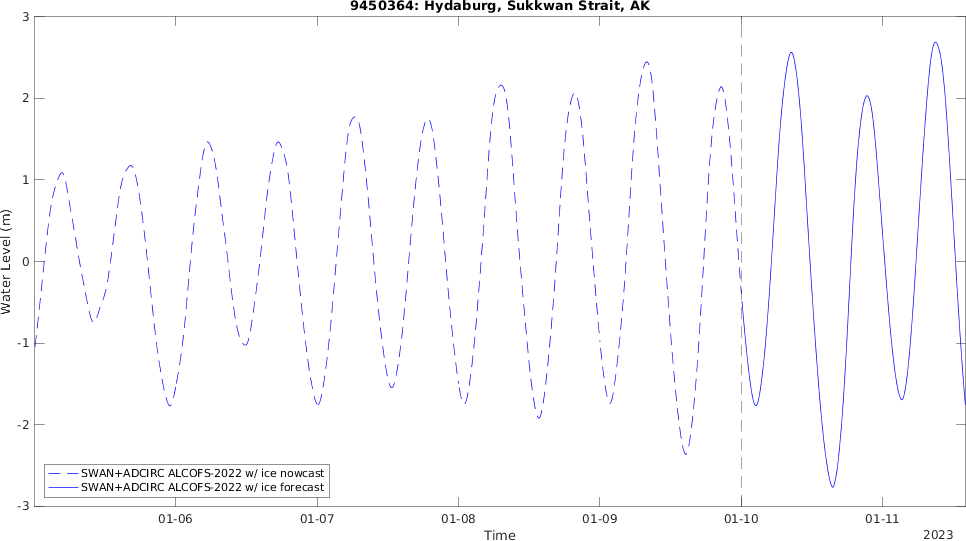 9450364: Hydaburg, Sukkwan Strait, AK
3
2
1
0
-1
-2
-3
Water Level (m)
SWAN+ADCIRC ALCOFS-2022 w/ ice nowcast
SWAN+ADCIRC ALCOFS-2022 w/ ice forecast
01-06 01-07 01-08 01-09 01-10 01-11
Time
2023